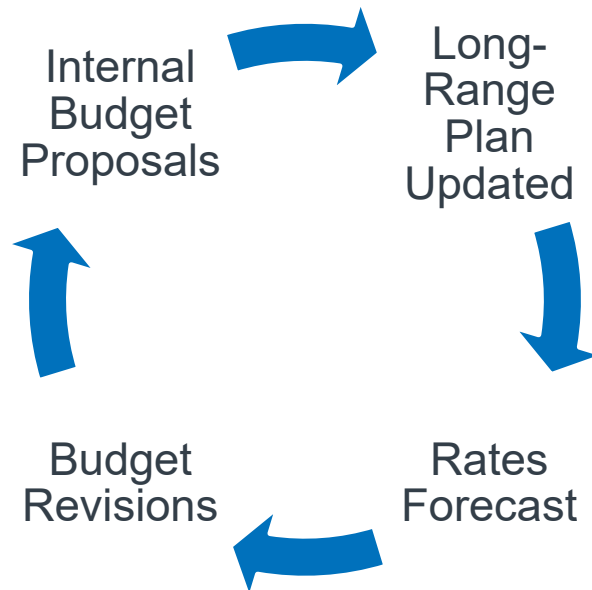 Internal
Budget
Proposals
Long-
Range
Plan
Updated
Rates
Forecast
Budget
Revisions